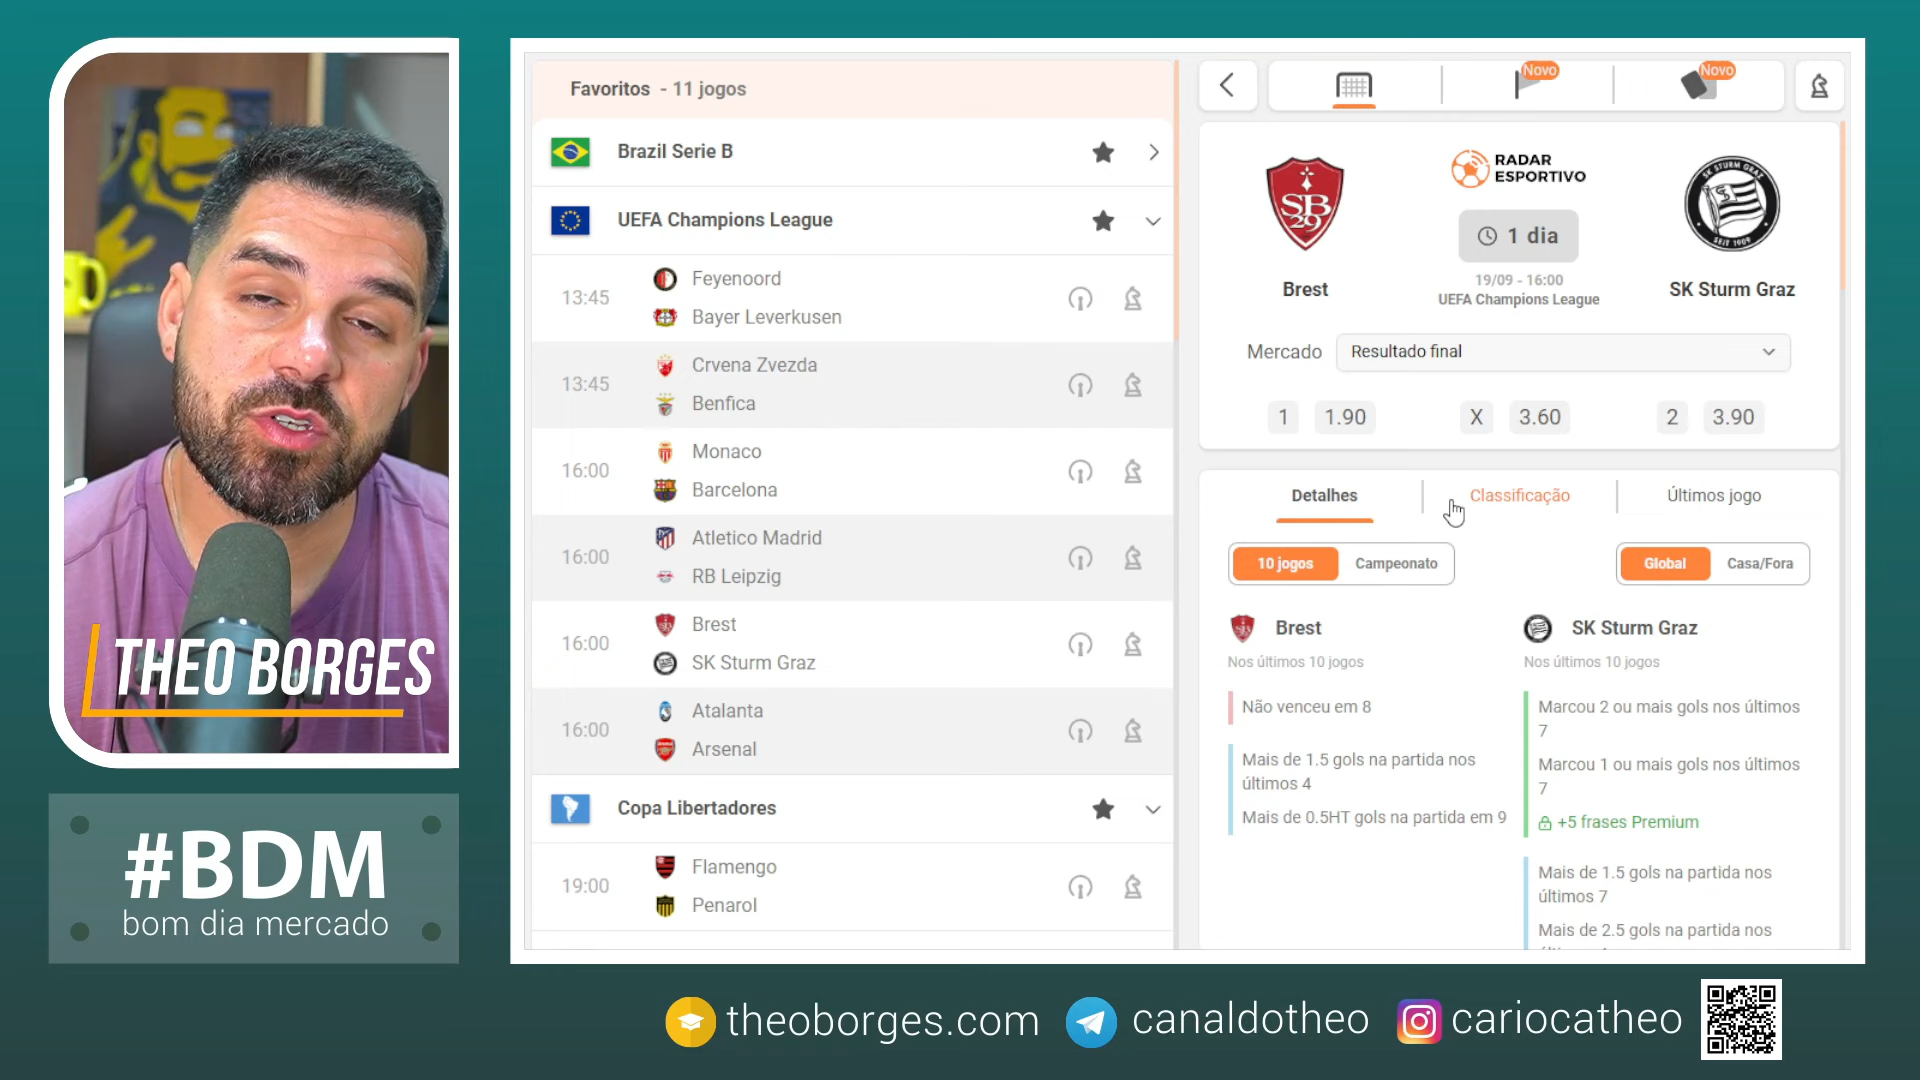 THEO BORGES
#BDM
bom dia mercado
Favoritos - 11 jogos
Brazil Serie B
UEFA Champions League
13:45
Feyenoord
Bayer Leverkusen
13:45
Crvena Zvezda
Benfica
16:00
Monaco
Barcelona
16:00
Atletico Madrid
RB Leipzig
16:00
Brest
SK Sturm Graz
16:00
Atalanta
Arsenal
Copa Libertadores
19:00
Flamengo
Penarol
Novo
Novo
SB
29
Brest
RADAR
ESPORTIVO
1 dia
19/09 - 16:00
UEFA Champions League
SK STURM GRAZ
SEIT 1909
SK Sturm Graz
Mercado
Resultado final
1 1.90
X 3.60
2 3.90
Detalhes
Classificação
Últimos jogo
10 jogos
Campeonato
Global
Casa/Fora
Brest
Nos últimos 10 jogos
Não venceu em 8
Mais de 1.5 gols na partida nos
últimos 4
Mais de 0.5HT gols na partida em 9
SK Sturm Graz
Nos últimos 10 jogos
Marcou 2 ou mais gols nos últimos
7
Marcou 1 ou mais gols nos últimos
7
+5 frases Premium
Mais de 1.5 gols na partida nos
últimos 7
Mais de 2.5 gols na partida nos
theoborges.com
canaldotheo
cariocatheo